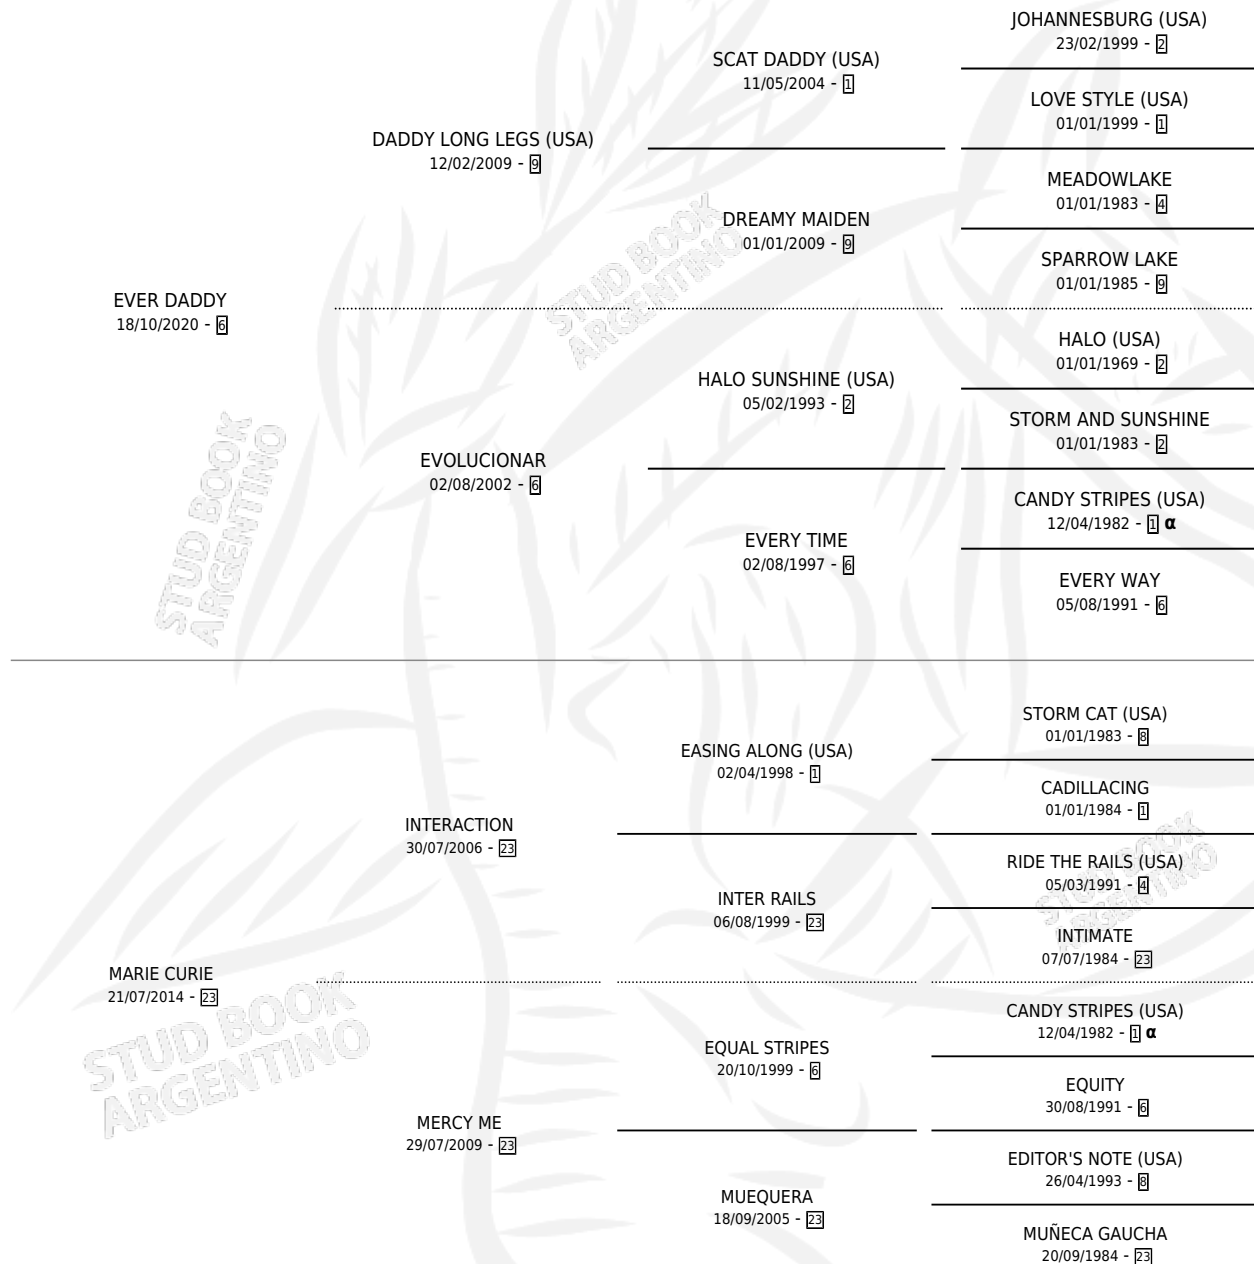 JOHANNESBURG (USA)
23/02/1999 - 2
SCAT DADDY (USA)
11/05/2004 - 1
LOVE STYLE (USA)
01/01/1999 - 1
DADDY LONG LEGS (USA)
12/02/2009 - 9
MEADOWLAKE
01/01/1983 - 4
DREAMY MAIDEN
01/01/2009 - 9
SPARROW LAKE
01/01/1985 - 9
EVER DADDY
18/10/2020 - 6
HALO (USA)
01/01/1969 - 2
HALO SUNSHINE (USA)
05/02/1993 - 2
STORM AND SUNSHINE
01/01/1983 - 2
EVOLUCIONAR
02/08/2002 - 6
CANDY STRIPES (USA)
12/04/1982 - 1 α
EVERY TIME
02/08/1997 - 6
EVERY WAY
05/08/1991 - 6
STUD BOOK
ARGENTINO
STUD BOOK
ARGENTINO
STORM CAT (USA)
01/01/1983 - 8
EASING ALONG (USA)
02/04/1998 - 1
CADILLACING
01/01/1984 - 1
INTERACTION
30/07/2006 - 23
RIDE THE RAILS (USA)
05/03/1991 - 4
INTER RAILS
06/08/1999 - 23
INTIMATE
07/07/1984 - 23
MARIE CURIE
21/07/2014 - 23
CANDY STRIPES (USA)
12/04/1982 - 1 α
EQUAL STRIPES
20/10/1999 - 6
EQUITY
30/08/1991 - 6
MERCY ME
29/07/2009 - 23
EDITOR'S NOTE (USA)
26/04/1993 - 8
MUEQUERA
18/09/2005 - 23
MUÑECA GAUCHA
20/09/1984 - 23
STUD BOOK
ARGENTINO
STUD BOOK
ARGENTINO